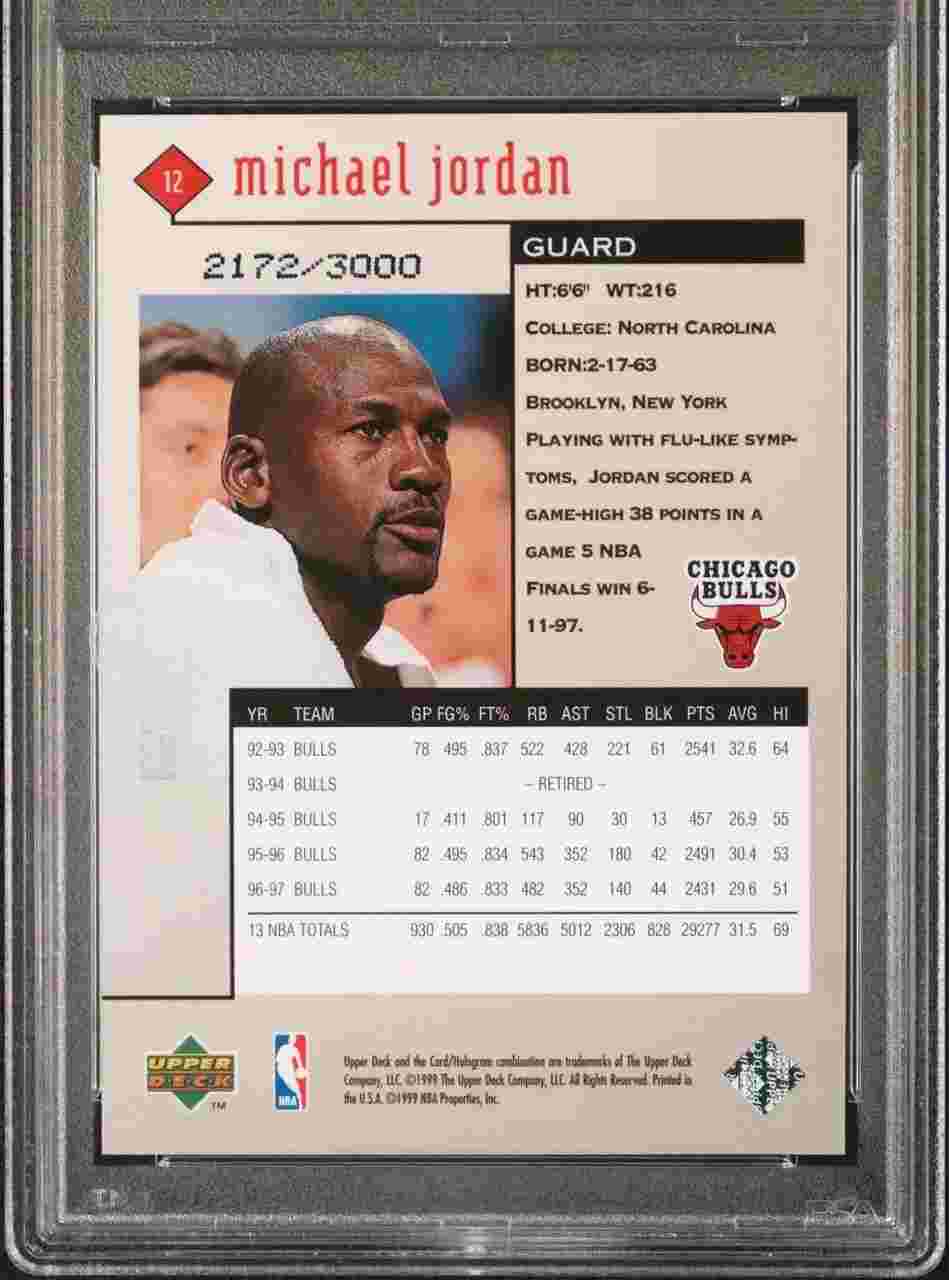 12
michael jordan
2172/3000
GUARD
HT:6'6" WT:216
COLLEGE: NORTH CAROLINA
BORN:2-17-63
BROOKLYN, NEW YORK
PLAYING WITH FLU-LIKE SYMP-
TOMS, JORDAN SCORED A
GAME-HIGH 38 POINTS IN A
GAME 5 NBA
FINALS WIN 6-
11-97.
CHICAGO
BULLS
YR TEAM GP FG% FT% RB AST STL BLK PTS AVG HI
92-93 BULLS 78 .495 .837 522 428 221 61 2541 32.6 64
93-94 BULLS – RETIRED –
94-95 BULLS 17 .411 .801 117 90 30 13 457 26.9 55
95-96 BULLS 82 .495 .834 543 352 180 42 2491 30.4 53
96-97 BULLS 82 .486 .833 482 352 140 44 2431 29.6 51
13 NBA TOTALS 930 .505 .838 5836 5012 2306 828 29277 31.5 69
UPPER
DECK
TM
NBA
Upper Deck and the Card/Hologram combination are trademarks of The Upper Deck
Company, LLC. ©1999 The Upper Deck Company, LLC. All Rights Reserved. Printed in
the U.S.A. ©1999 NBA Properties, Inc.
PSA